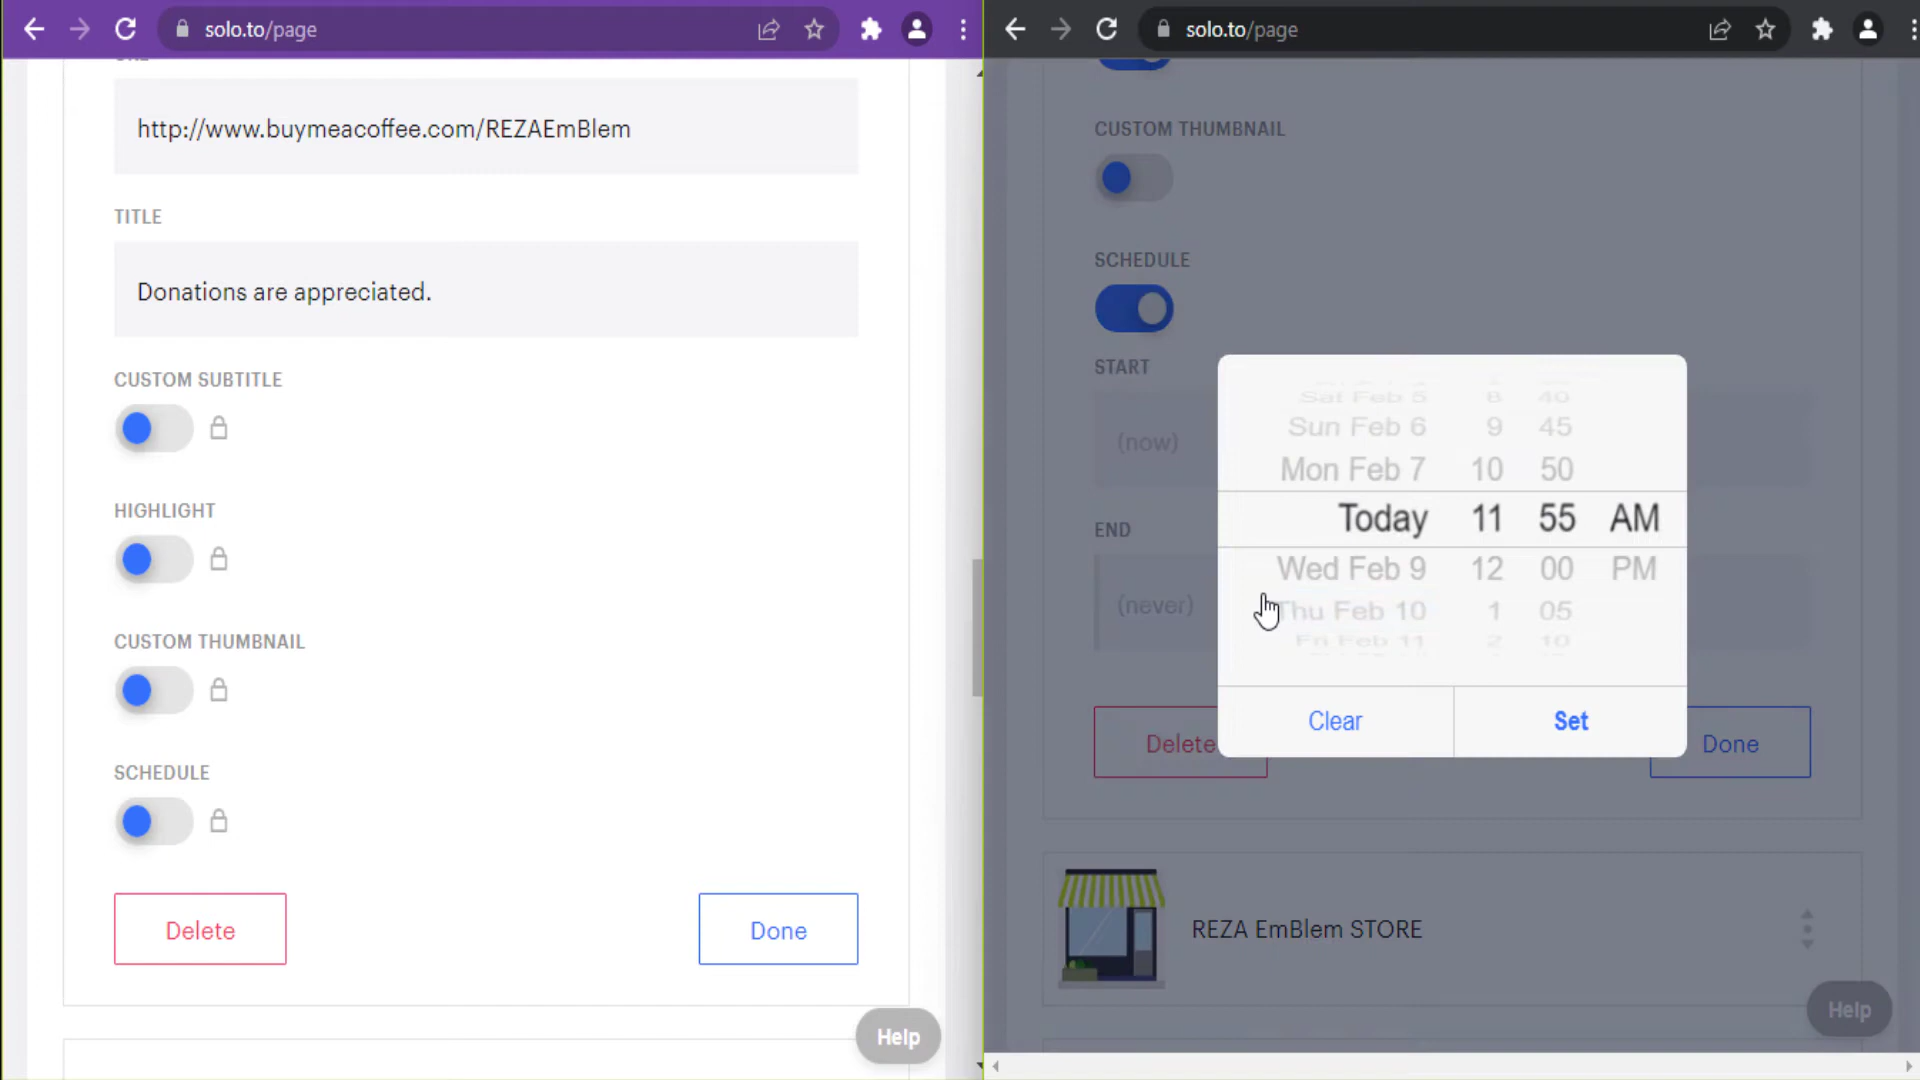 solo.to/page
http://www.buymeacoffee.com/REZAEmBlem
TITLE
Donations are appreciated.
CUSTOM SUBTITLE
HIGHLIGHT
CUSTOM THUMBNAIL
SCHEDULE
Delete
Done
Help
solo.to/page
CUSTOM THUMBNAIL
SCHEDULE
START
(now)
END
(never)
Sat Feb 5 8 40
Sun Feb 6 9 45
Mon Feb 7 10 50
Today 11 55 AM
Wed Feb 9 12 00 PM
Thu Feb 10 1 05
Fri Feb 11 2 10
Clear
Set
Delete
Done
REZA EmBlem STORE
Help